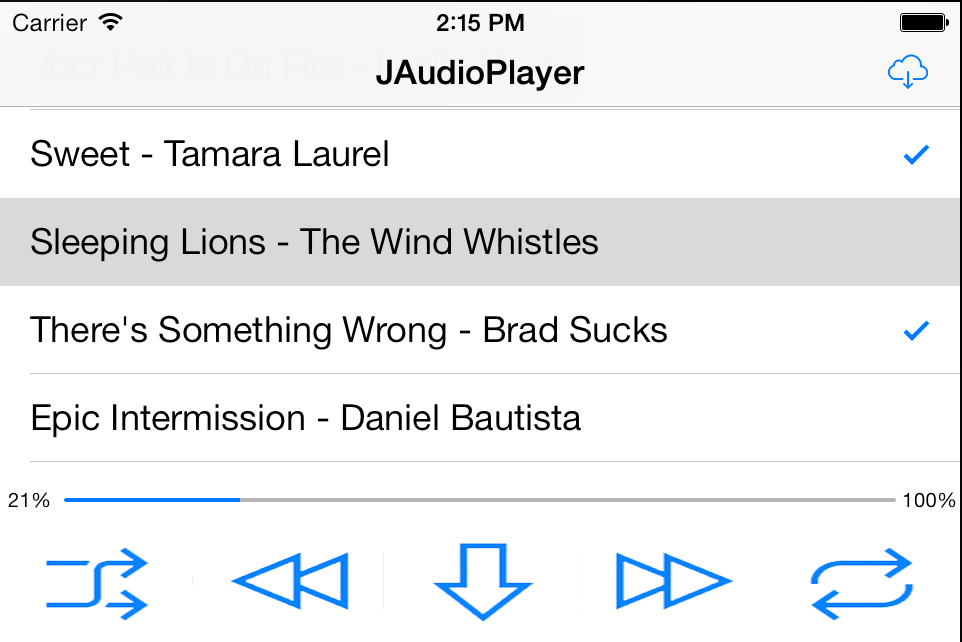 Carrier 2:15 PM
Your Hair Is On Fire -
JAudioPlayer
Sweet - Tamara Laurel
Sleeping Lions - The Wind Whistles
There's Something Wrong - Brad Sucks
Epic Intermission - Daniel Bautista
21% 100%